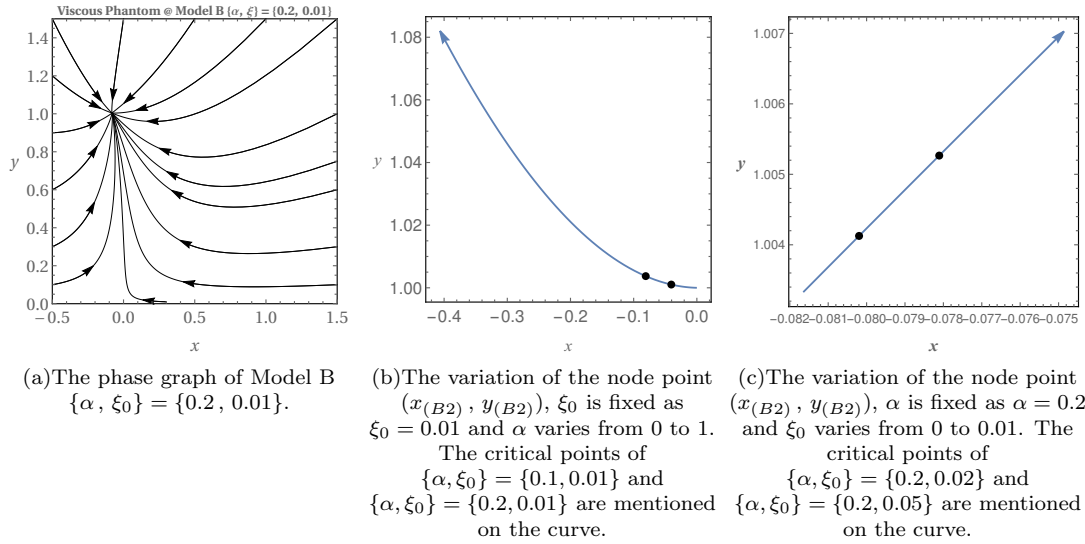 Viscous Phantom @ Model B {α, ξ} = {0.2, 0.01}
1.4
1.2
1.0
0.8
0.6
0.4
0.2
0.0
y
−0.5 0.0 0.5 1.0 1.5
x
1.08
1.06
1.04
1.02
1.00
y
−0.4 −0.3 −0.2 −0.1 0.0
x
1.007
1.006
1.005
1.004
y
−0.082−0.081−0.080−0.079−0.078−0.077−0.076−0.075
x
(a)The phase graph of Model B
{α , ξ₀} = {0.2 , 0.01}.
(b)The variation of the node point
(x₍B2₎ , y₍B2₎), ξ₀ is fixed as
ξ₀ = 0.01 and α varies from 0 to 1.
The critical points of
{α, ξ₀} = {0.1, 0.01} and
{α, ξ₀} = {0.2, 0.01} are mentioned
on the curve.
(c)The variation of the node point
(x₍B2₎ , y₍B2₎), α is fixed as α = 0.2
and ξ₀ varies from 0 to 0.01. The
critical points of
{α, ξ₀} = {0.2, 0.02} and
{α, ξ₀} = {0.2, 0.05} are mentioned
on the curve.